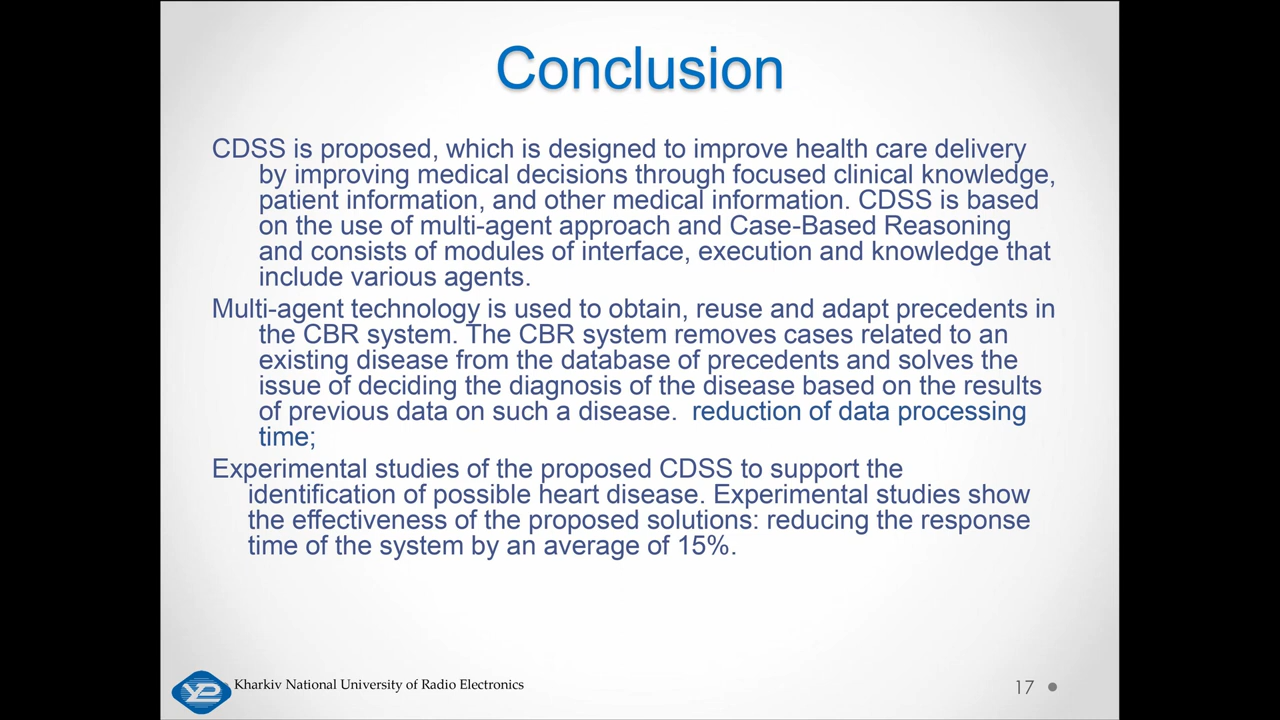 Conclusion
CDSS is proposed, which is designed to improve health care delivery
by improving medical decisions through focused clinical knowledge,
patient information, and other medical information. CDSS is based
on the use of multi-agent approach and Case-Based Reasoning
and consists of modules of interface, execution and knowledge that
include various agents.
Multi-agent technology is used to obtain, reuse and adapt precedents in
the CBR system. The CBR system removes cases related to an
existing disease from the database of precedents and solves the
issue of deciding the diagnosis of the disease based on the results
of previous data on such a disease.  reduction of data processing
time;
Experimental studies of the proposed CDSS to support the
identification of possible heart disease. Experimental studies show
the effectiveness of the proposed solutions: reducing the response
time of the system by an average of 15%.
Kharkiv National University of Radio Electronics
17